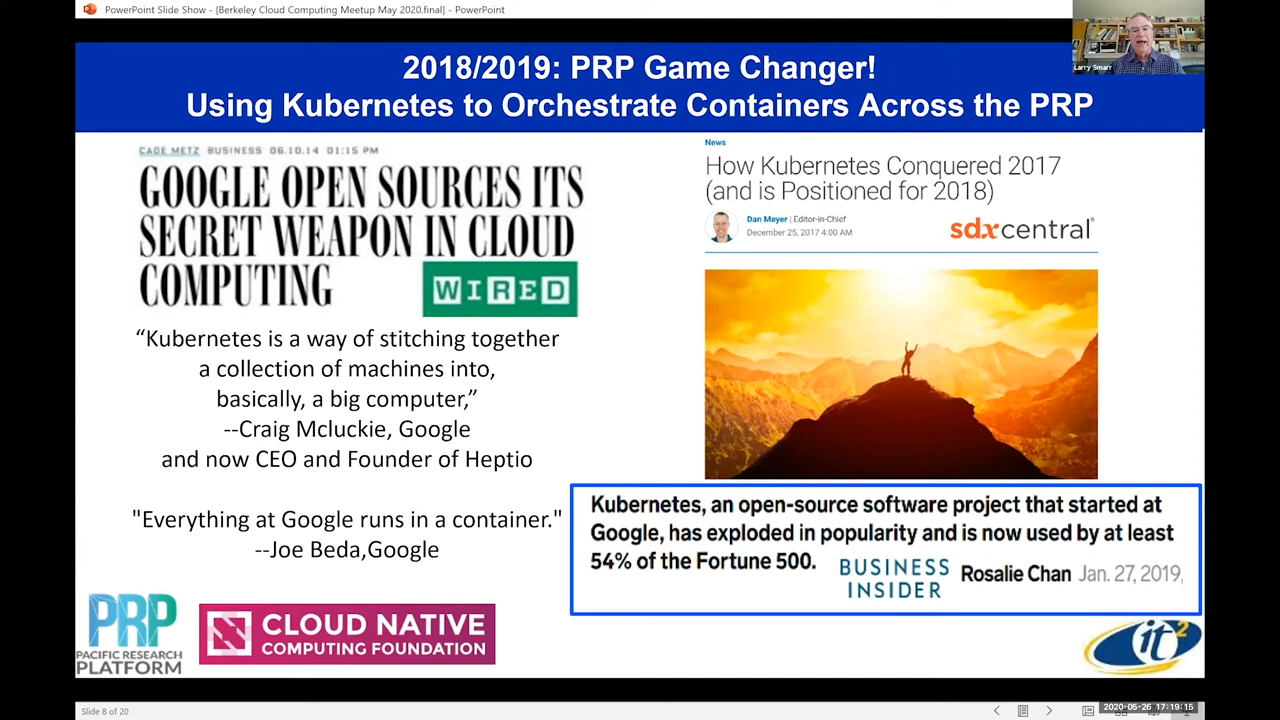 PowerPoint Slide Show - [Berkeley Cloud Computing Meetup May 2020.final] - PowerPoint
Larry Smarr
2018/2019: PRP Game Changer!
Using Kubernetes to Orchestrate Containers Across the PRP
CADE METZ BUSINESS 06.10.14 01:15 PM
GOOGLE OPEN SOURCES ITS
SECRET WEAPON IN CLOUD
COMPUTING
WIRED
“Kubernetes is a way of stitching together
a collection of machines into,
basically, a big computer,”
--Craig Mcluckie, Google
and now CEO and Founder of Heptio
"Everything at Google runs in a container."
--Joe Beda,Google
News
How Kubernetes Conquered 2017
(and is Positioned for 2018)
Dan Meyer | Editor-in-Chief
December 25, 2017 4:00 AM
sdxcentral
Kubernetes, an open-source software project that started at
Google, has exploded in popularity and is now used by at least
54% of the Fortune 500.
BUSINESS
INSIDER
Rosalie Chan Jan. 27, 2019,
PRP
PACIFIC RESEARCH
PLATFORM
CLOUD NATIVE
COMPUTING FOUNDATION
it2
Slide 8 of 20
2020-05-26 17:19:15